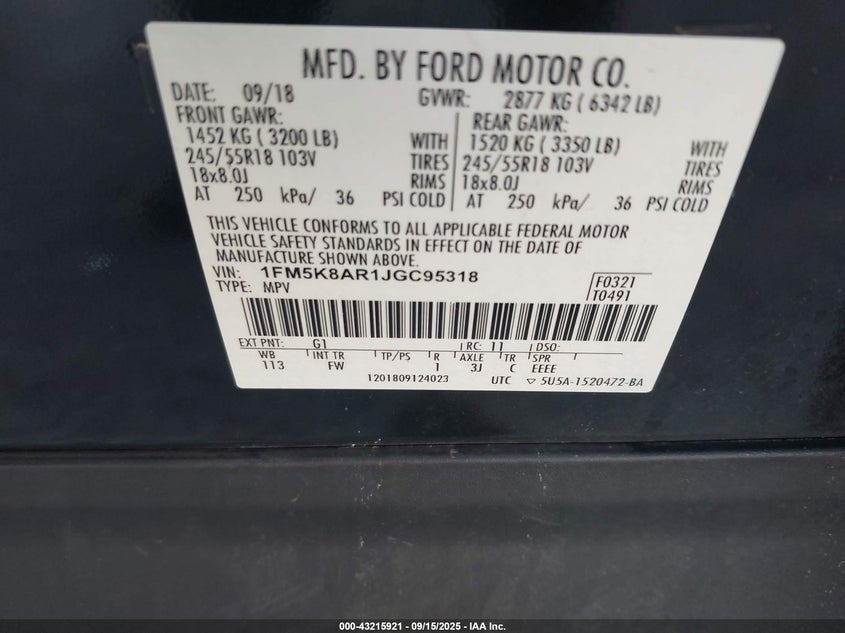 MFD. BY FORD MOTOR CO.
DATE: 09/18 GVWR: 2877 KG ( 6342 LB)
FRONT GAWR: REAR GAWR:
1452 KG ( 3200 LB) WITH 1520 KG ( 3350 LB) WITH
245/55R18 103V TIRES 245/55R18 103V TIRES
18x8.0J RIMS 18x8.0J RIMS
AT 250 kPa/ 36 PSI COLD AT 250 kPa/ 36 PSI COLD
THIS VEHICLE CONFORMS TO ALL APPLICABLE FEDERAL MOTOR
VEHICLE SAFETY STANDARDS IN EFFECT ON THE DATE OF
MANUFACTURE SHOWN ABOVE.
VIN: 1FM5K8AR1JGC95318 F0321
TYPE: MPV T0491
EXT PNT: G1 RC: 11 DSO:
WB INT TR TP/PS R AXLE TR SPR
113 FW 1 3J C EEEE
1201809124023 UTC ▽ 5U5A-1520472-BA
000-43215921 - 09/15/2025 - IAA Inc.